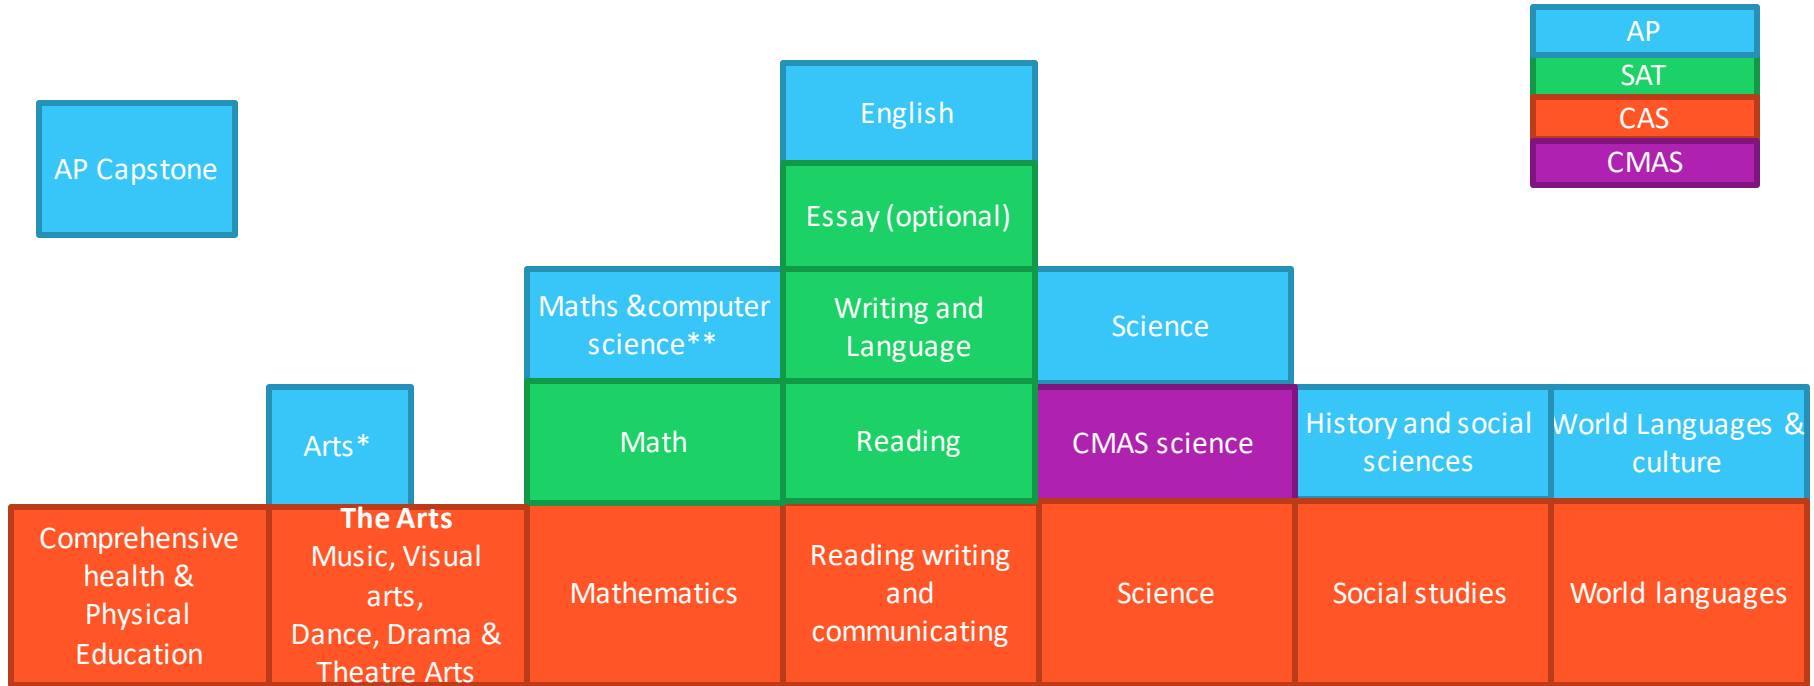 AP
SAT
CAS
CMAS
AP Capstone
English
Essay (optional)
Maths &computer
science**
Writing and
Language
Science
Arts*
Math
Reading
CMAS science
History and social
sciences
World Languages &
culture
Comprehensive
health &
Physical
Education
The Arts
Music, Visual
arts,
Dance, Drama &
Theatre Arts
Mathematics
Reading writing
and
communicating
Science
Social studies
World languages